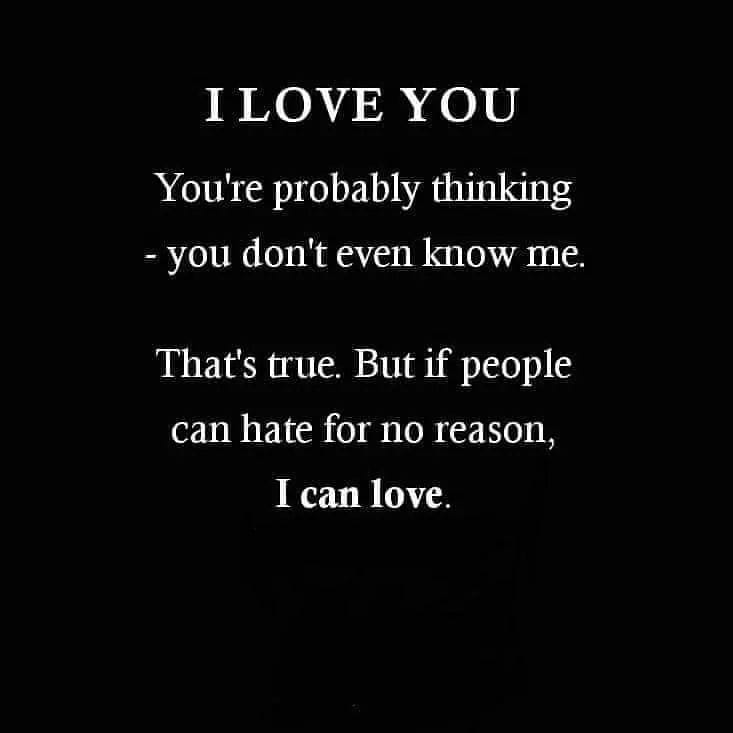 I LOVE YOU
You're probably thinking
- you don't even know me.
That's true. But if people
can hate for no reason,
I can love.